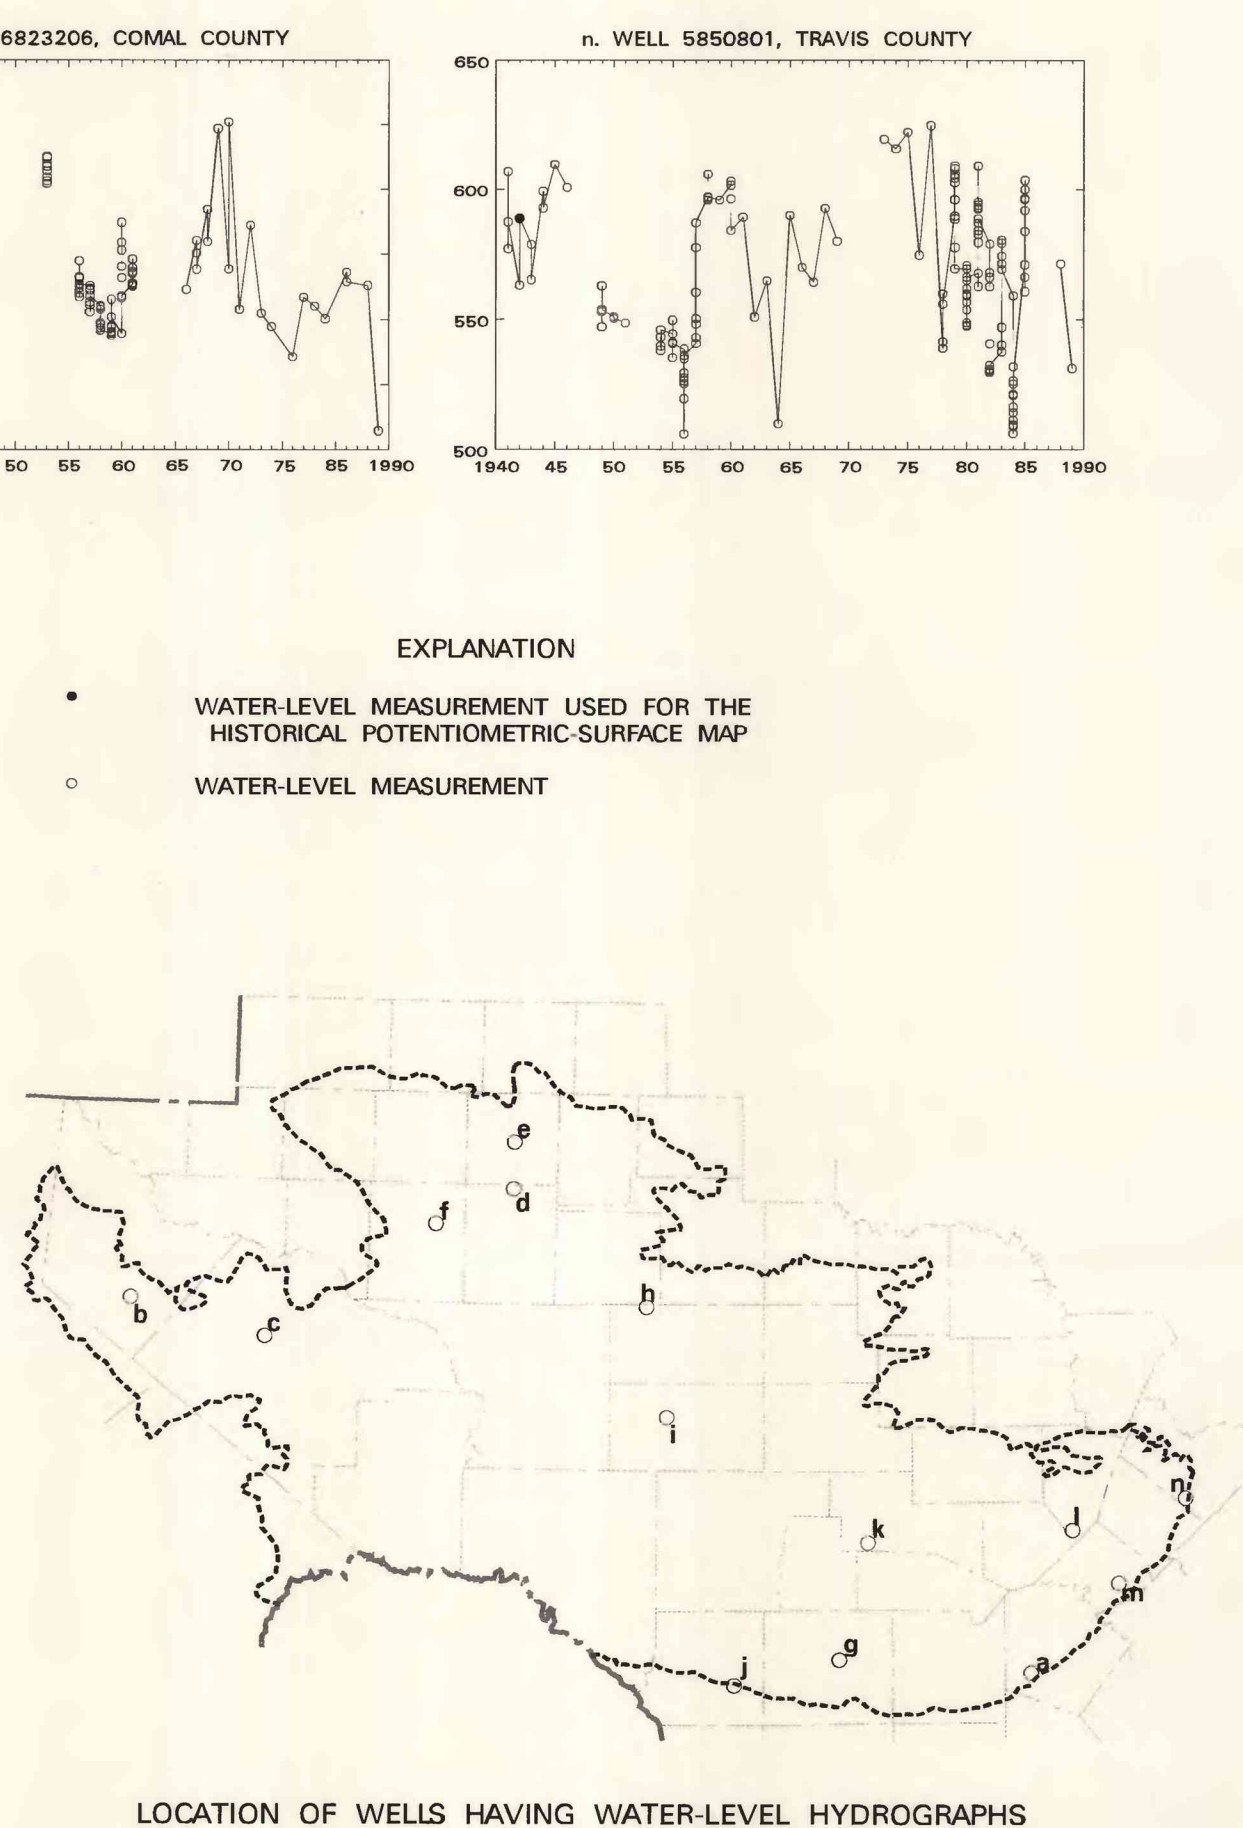 6823206, COMAL COUNTY
n. WELL 5850801, TRAVIS COUNTY
650
600
550
500
50 55 60 65 70 75 85 1990
1940 45 50 55 60 65 70 75 80 85 1990
EXPLANATION
WATER-LEVEL MEASUREMENT USED FOR THE
HISTORICAL POTENTIOMETRIC-SURFACE MAP
WATER-LEVEL MEASUREMENT
e
d
f
h
b
c
i
n
l
k
m
g
a
j
LOCATION OF WELLS HAVING WATER-LEVEL HYDROGRAPHS